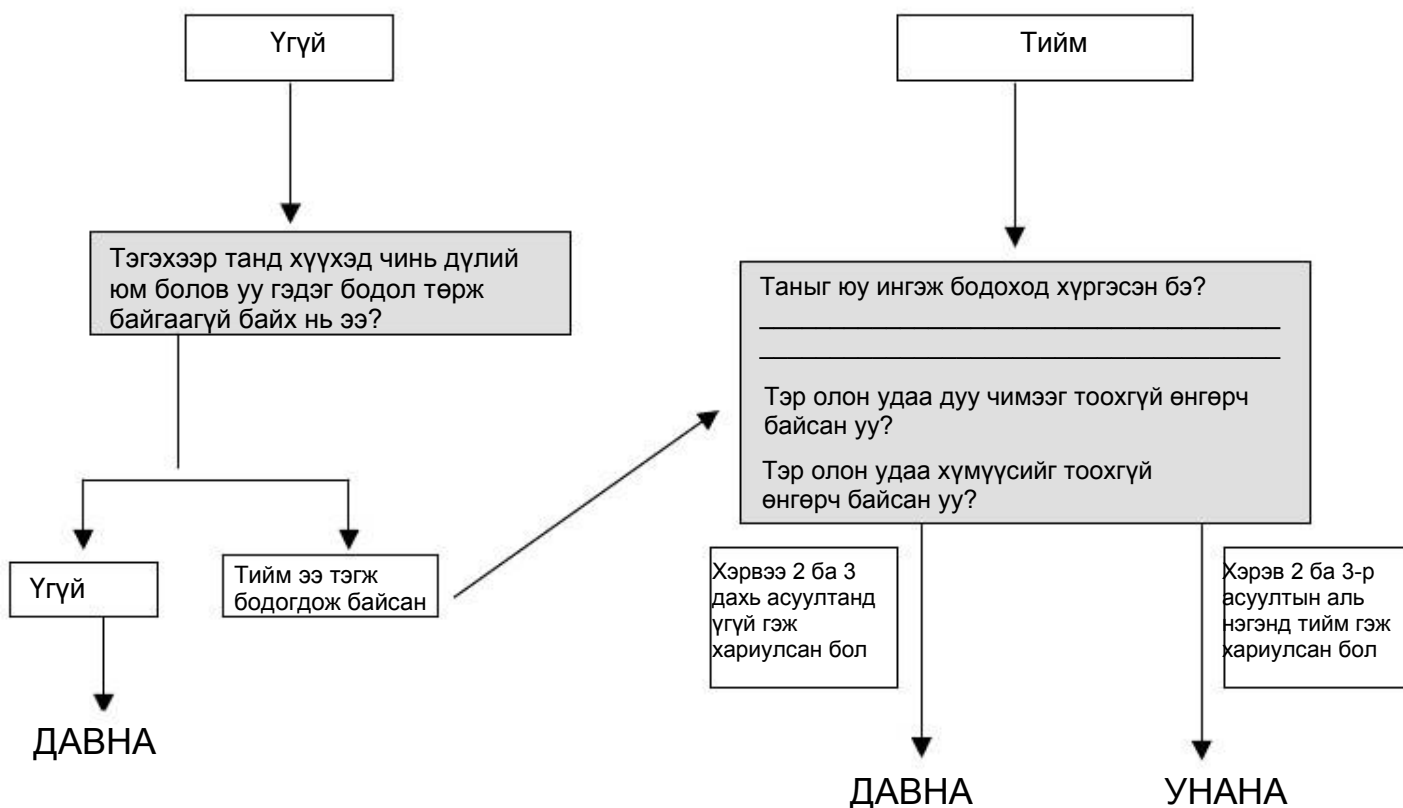 Үгүй
Тийм
Тэгэхээр танд хүүхэд чинь дүлий
юм болов уу гэдэг бодол төрж
байгаагүй байх нь ээ?
Таныг юу ингэж бодоход хүргэсэн бэ?
Тэр олон удаа дуу чимээг тоохгүй өнгөрч
байсан уу?
Тэр олон удаа хүмүүсийг тоохгүй
өнгөрч байсан уу?
Үгүй
Тийм ээ тэгж
бодогдож байсан
Хэрвээ 2 ба 3
дахь асуултанд
үгүй гэж
хариулсан бол
Хэрэв 2 ба 3-р
асуултын аль
нэгэнд тийм гэж
хариулсан бол
ДАВНА
ДАВНА
УНАНА